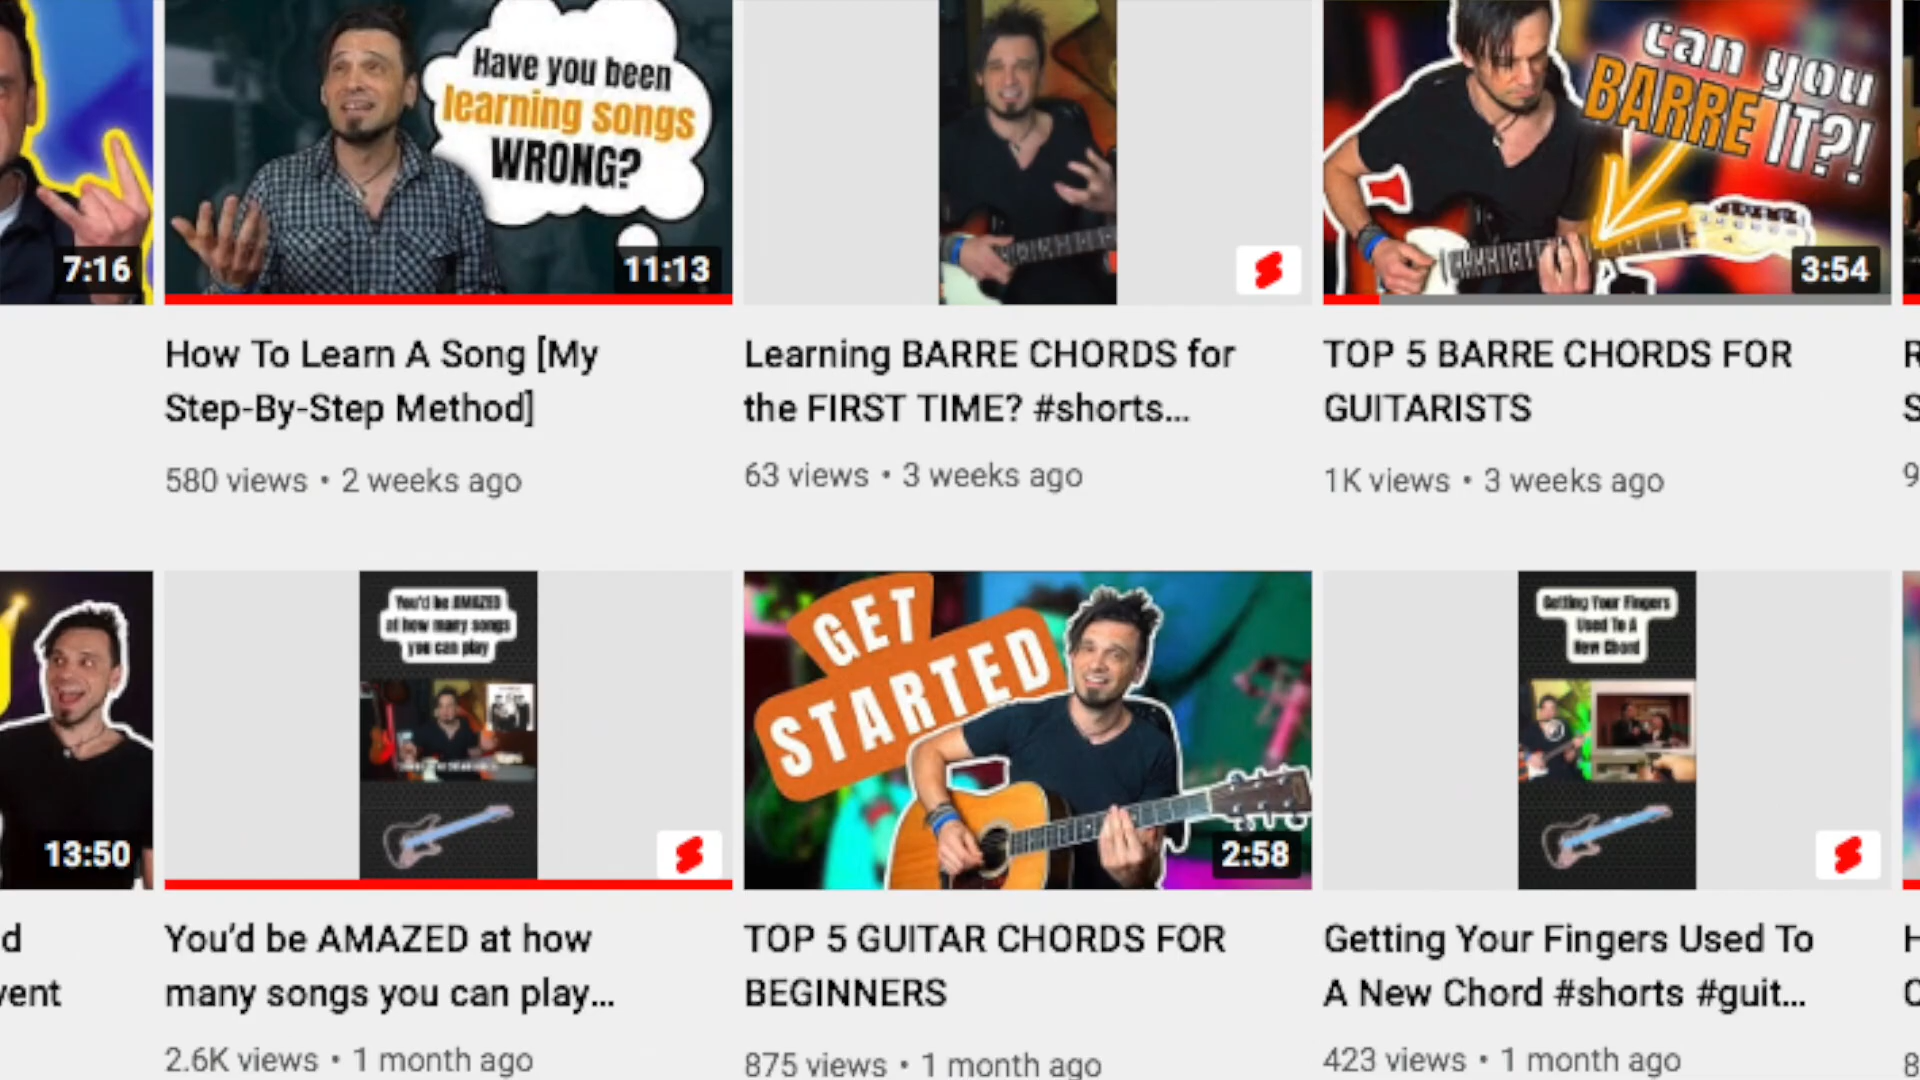 Have you been
learning songs
WRONG?
can you
BARRE IT?!
7:16
11:13
3:54
How To Learn A Song [My
Step-By-Step Method]
580 views • 2 weeks ago
Learning BARRE CHORDS for
the FIRST TIME? #shorts...
63 views • 3 weeks ago
TOP 5 BARRE CHORDS FOR
GUITARISTS
1K views • 3 weeks ago
R
S
9
You'd be AMAZED
at how many songs
you can play
GET
STARTED
Getting Your Fingers
Used To A
New Chord
13:50
2:58
d
vent
You'd be AMAZED at how
many songs you can play...
2.6K views • 1 month ago
TOP 5 GUITAR CHORDS FOR
BEGINNERS
875 views • 1 month ago
Getting Your Fingers Used To
A New Chord #shorts #guit...
423 views • 1 month ago
H
C
8